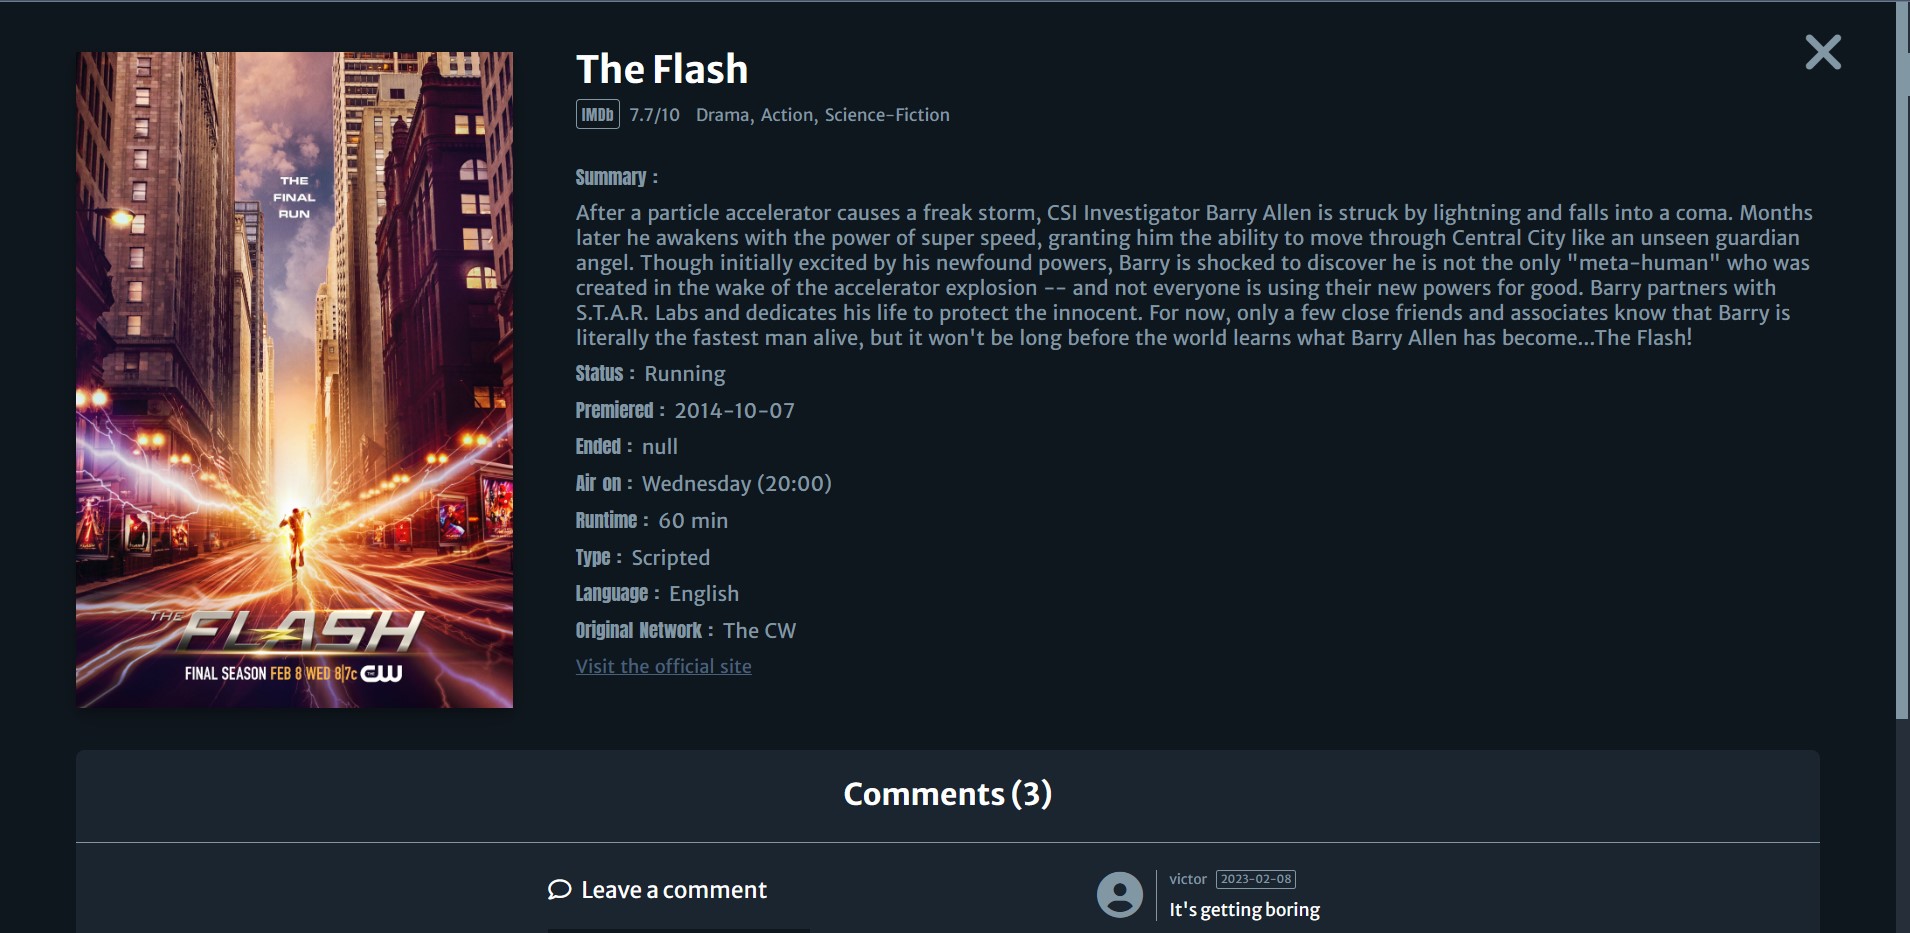 THE
FINAL
RUN
THE FLASH
FINAL SEASON FEB 8 WED 8|7c THE CW
The Flash
IMDb 7.7/10 Drama, Action, Science-Fiction
Summary :
After a particle accelerator causes a freak storm, CSI Investigator Barry Allen is struck by lightning and falls into a coma. Months
later he awakens with the power of super speed, granting him the ability to move through Central City like an unseen guardian
angel. Though initially excited by his newfound powers, Barry is shocked to discover he is not the only "meta-human" who was
created in the wake of the accelerator explosion -- and not everyone is using their new powers for good. Barry partners with
S.T.A.R. Labs and dedicates his life to protect the innocent. For now, only a few close friends and associates know that Barry is
literally the fastest man alive, but it won't be long before the world learns what Barry Allen has become...The Flash!
Status : Running
Premiered : 2014-10-07
Ended : null
Air on : Wednesday (20:00)
Runtime : 60 min
Type : Scripted
Language : English
Original Network : The CW
Visit the official site
Comments (3)
Leave a comment
victor 2023-02-08
It's getting boring